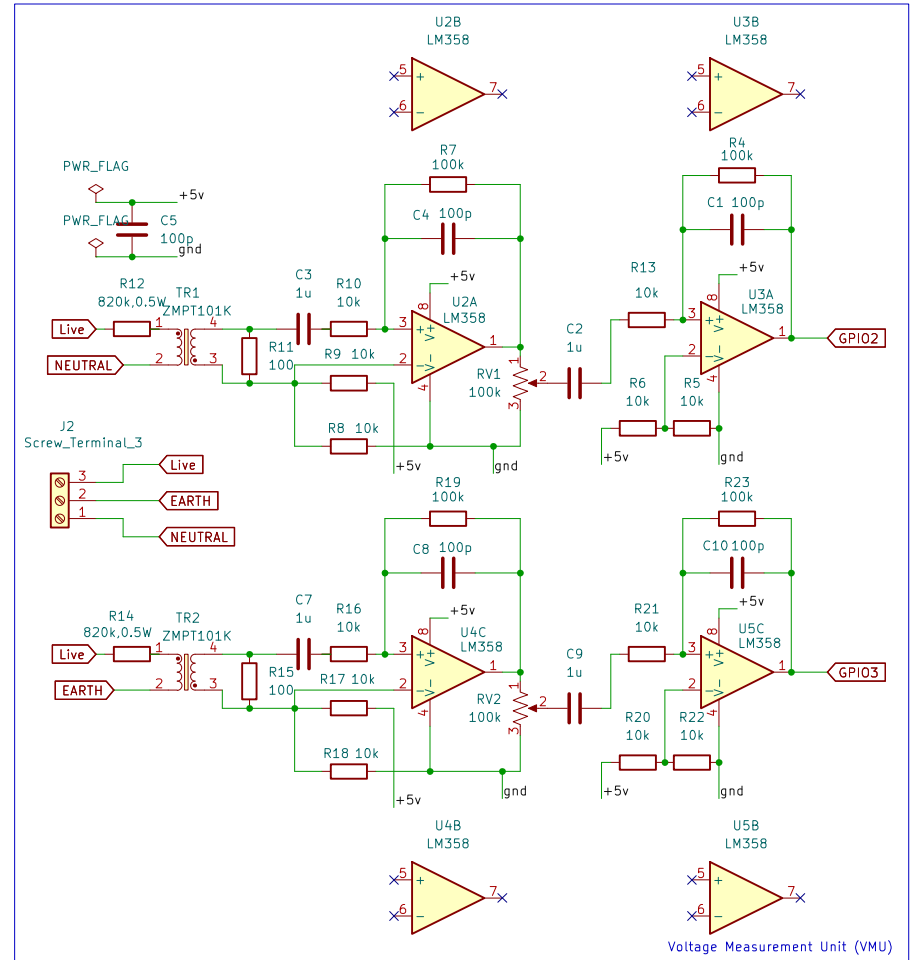 U2B
LM358
5
+
6
−
7
U3B
LM358
5
+
6
−
7
PWR_FLAG
+5v
PWR_FLAG
C5
100p
gnd
R7
100k
C4 100p
R4
100k
C1 100p
R12
820k,0.5W
TR1
ZMPT101K
Live
NEUTRAL
1
2
4
3
R11
100
C3
1u
R10
10k
R9 10k
R8 10k
+5v
+5v
gnd
U2A
LM358
3
2
8
4
1
+
−
V+
V−
RV1
100k
1
2
3
C2
1u
R13
10k
+5v
U3A
LM358
3
2
8
4
1
+
−
V+
V−
R6
10k
R5
10k
+5v
gnd
GPIO2
J2
Screw_Terminal_3
3
2
1
Live
EARTH
NEUTRAL
R19
100k
C8 100p
R23
100k
C10 100p
R14
820k,0.5W
TR2
ZMPT101K
Live
EARTH
1
2
4
3
R15
100
C7
1u
R16
10k
R17 10k
R18 10k
+5v
+5v
gnd
U4C
LM358
3
2
8
4
1
+
−
V+
V−
RV2
100k
1
2
3
C9
1u
R21
10k
+5v
U5C
LM358
3
2
8
4
1
+
−
V+
V−
R20
10k
R22
10k
+5v
gnd
GPIO3
U4B
LM358
5
+
6
−
7
U5B
LM358
5
+
6
−
7
Voltage Measurement Unit (VMU)